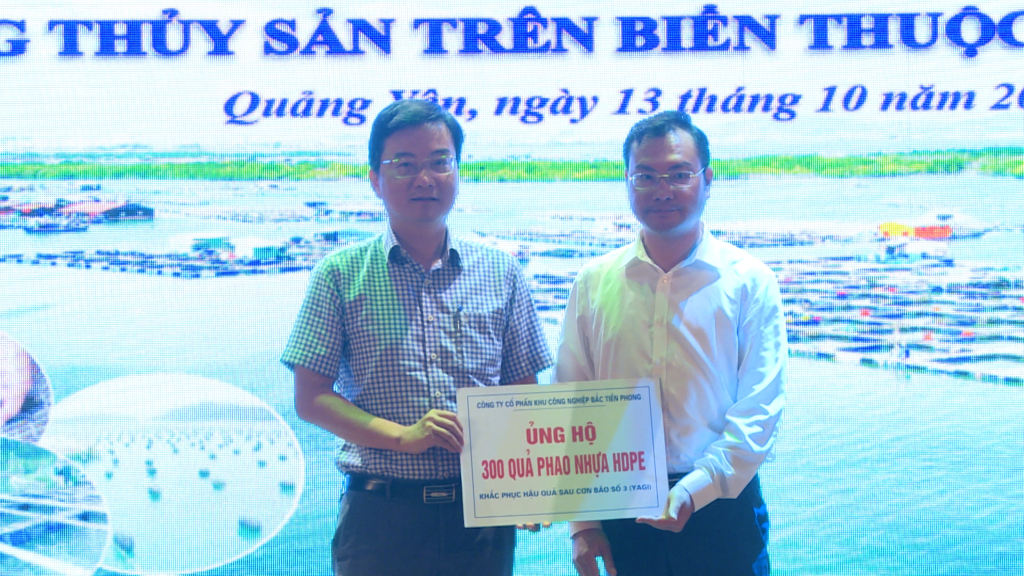 G THỦY SẢN TRÊN BIỂN THUỘC
Quảng Yên, ngày 13 tháng 10 năm 20
CÔNG TY CỔ PHẦN KHU CÔNG NGHIỆP BẮC TIỀN PHONG
ỦNG HỘ
300 QUẢ PHAO NHỰA HDPE
KHẮC PHỤC HẬU QUẢ SAU CƠN BÃO SỐ 3 (YAGI)